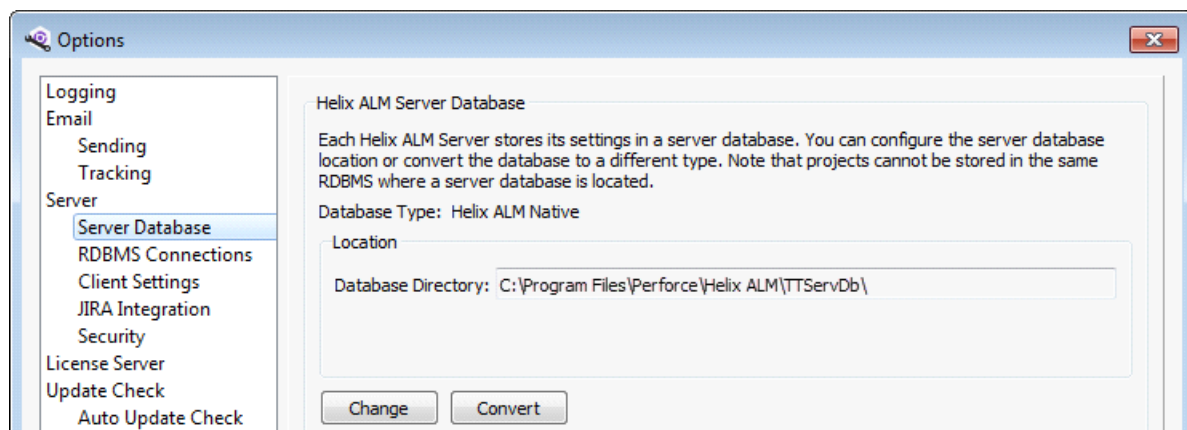 Options
Logging
Email
Sending
Tracking
Server
Server Database
RDBMS Connections
Client Settings
JIRA Integration
Security
License Server
Update Check
Auto Update Check
Helix ALM Server Database
Each Helix ALM Server stores its settings in a server database. You can configure the server database
location or convert the database to a different type. Note that projects cannot be stored in the same
RDBMS where a server database is located.
Database Type: Helix ALM Native
Location
Database Directory: C:\Program Files\Perforce\Helix ALM\TTServDb\
Change Convert